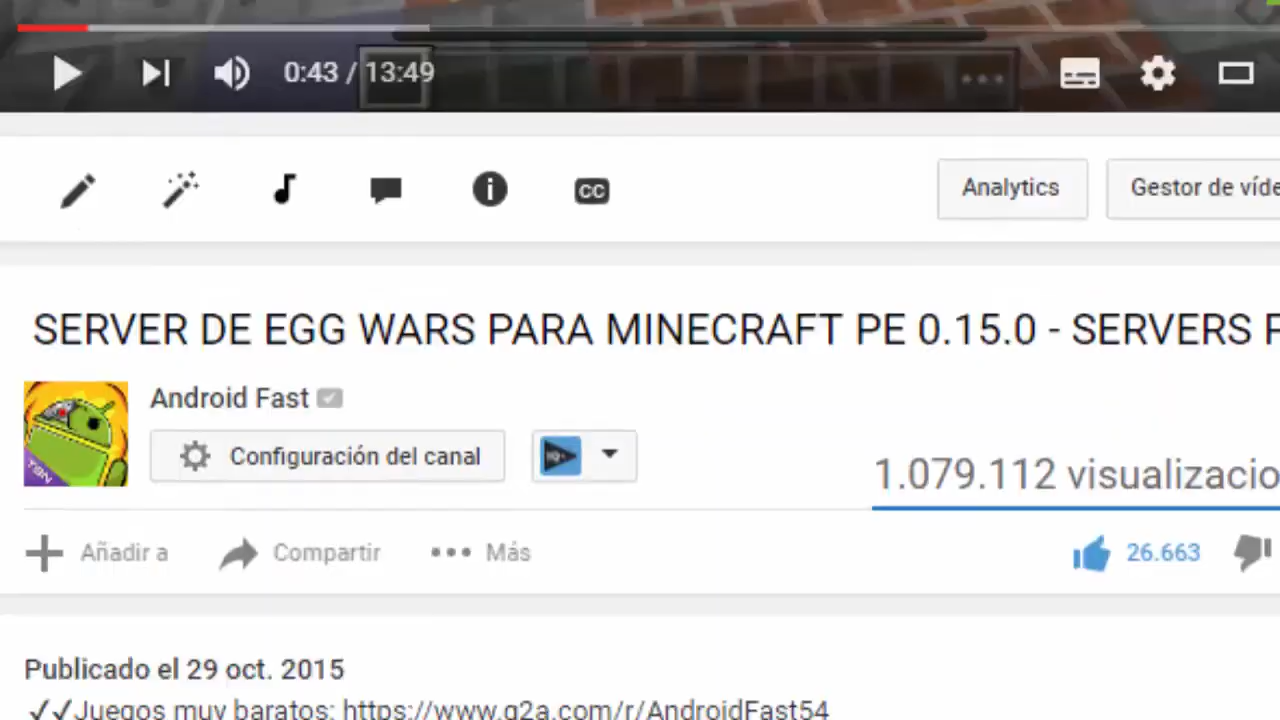 0:43 / 13:49
CC
Analytics
Gestor de víde
SERVER DE EGG WARS PARA MINECRAFT PE 0.15.0 - SERVERS P
Android Fast
TGN
Configuración del canal
1.079.112 visualizacio
Añadir a
Compartir
Más
26.663
Publicado el 29 oct. 2015
✓✓Juegos muy baratos: https://www.g2a.com/r/AndroidFast54